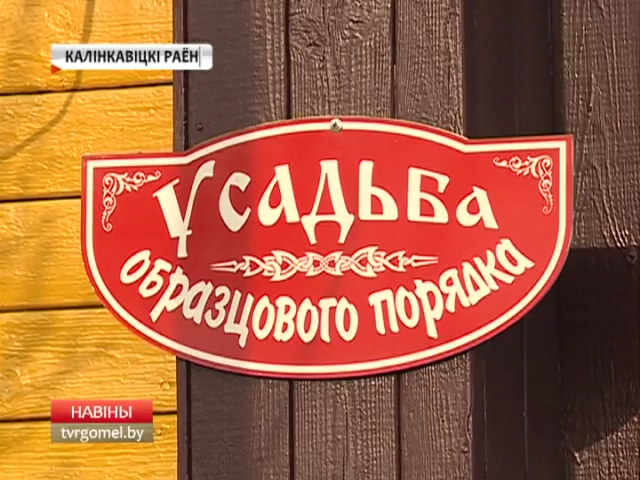 КАЛІНКАВІЦКІ РАЁН
Усадьба
образцового порядка
НАВІНЫ
tvrgomel.by